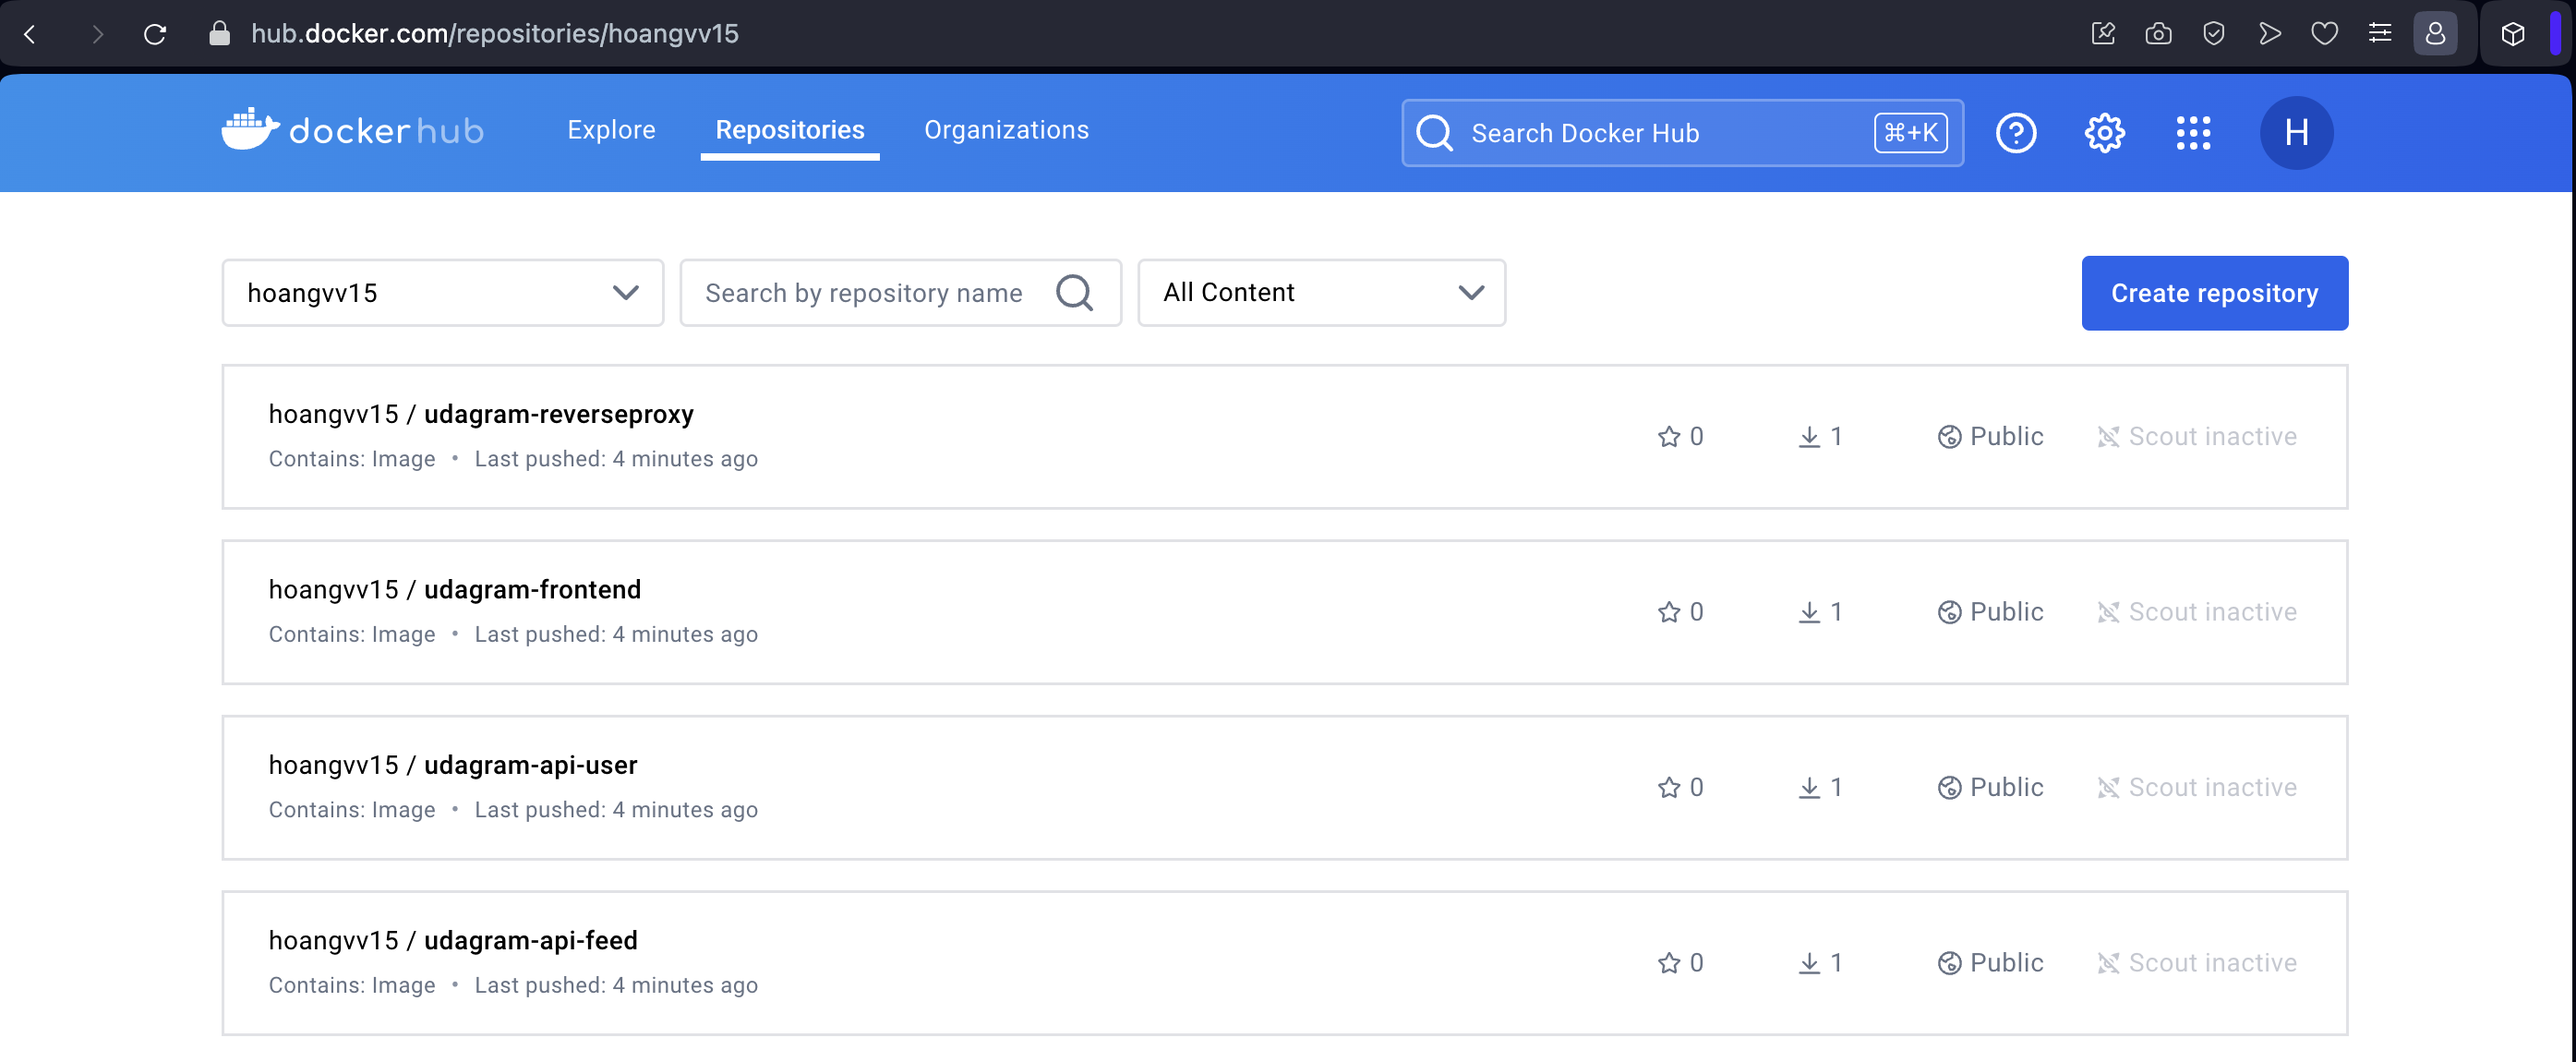 hub.docker.com/repositories/hoangvv15
docker hub Explore Repositories Organizations Search Docker Hub ⌘+K H
hoangvv15 Search by repository name All Content Create repository
hoangvv15 / udagram-reverseproxy
Contains: Image • Last pushed: 4 minutes ago
0 1 Public Scout inactive
hoangvv15 / udagram-frontend
Contains: Image • Last pushed: 4 minutes ago
0 1 Public Scout inactive
hoangvv15 / udagram-api-user
Contains: Image • Last pushed: 4 minutes ago
0 1 Public Scout inactive
hoangvv15 / udagram-api-feed
Contains: Image • Last pushed: 4 minutes ago
0 1 Public Scout inactive